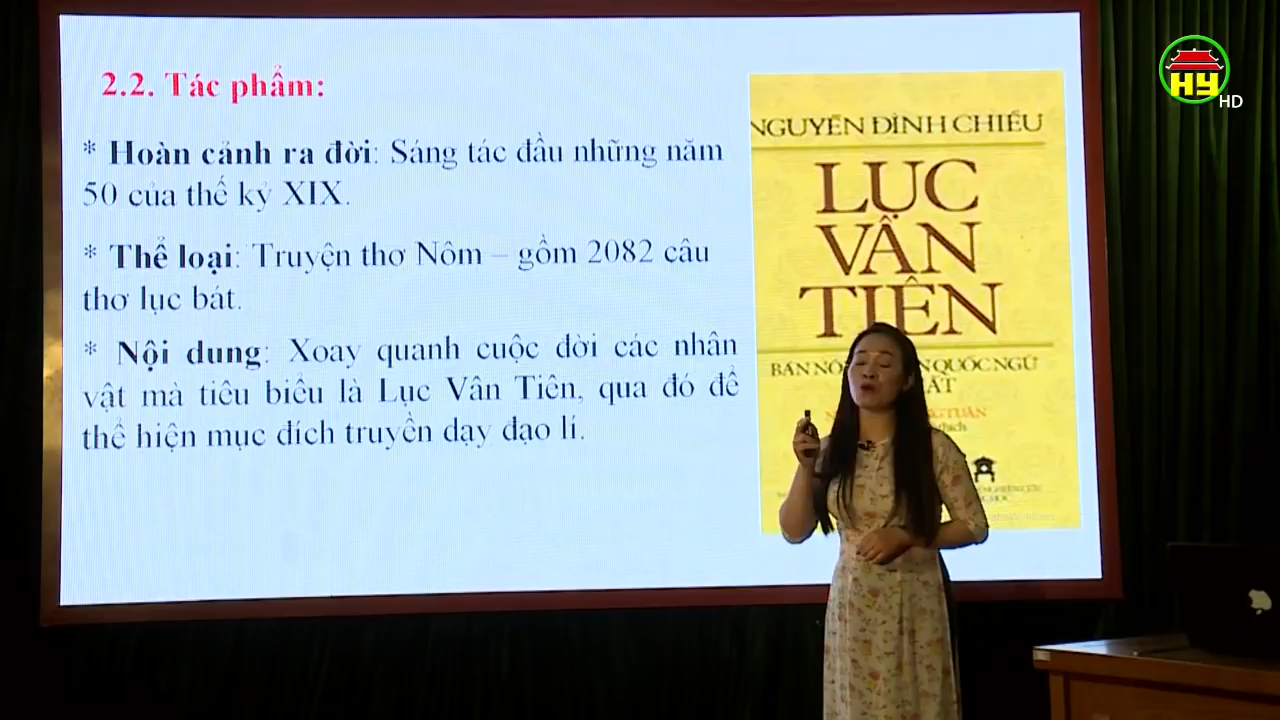 2.2. Tác phẩm:
* Hoàn cảnh ra đời: Sáng tác đầu những năm
50 của thế kỷ XIX.
* Thể loại: Truyện thơ Nôm – gồm 2082 câu
thơ lục bát.
* Nội dung: Xoay quanh cuộc đời các nhân
vật mà tiêu biểu là Lục Vân Tiên, qua đó để
thể hiện mục đích truyền dạy đạo lí.
NGUYỄN ĐÌNH CHIỂU
LỤC
VÂN
TIÊN
QUỐC NGỮ
HY
HD